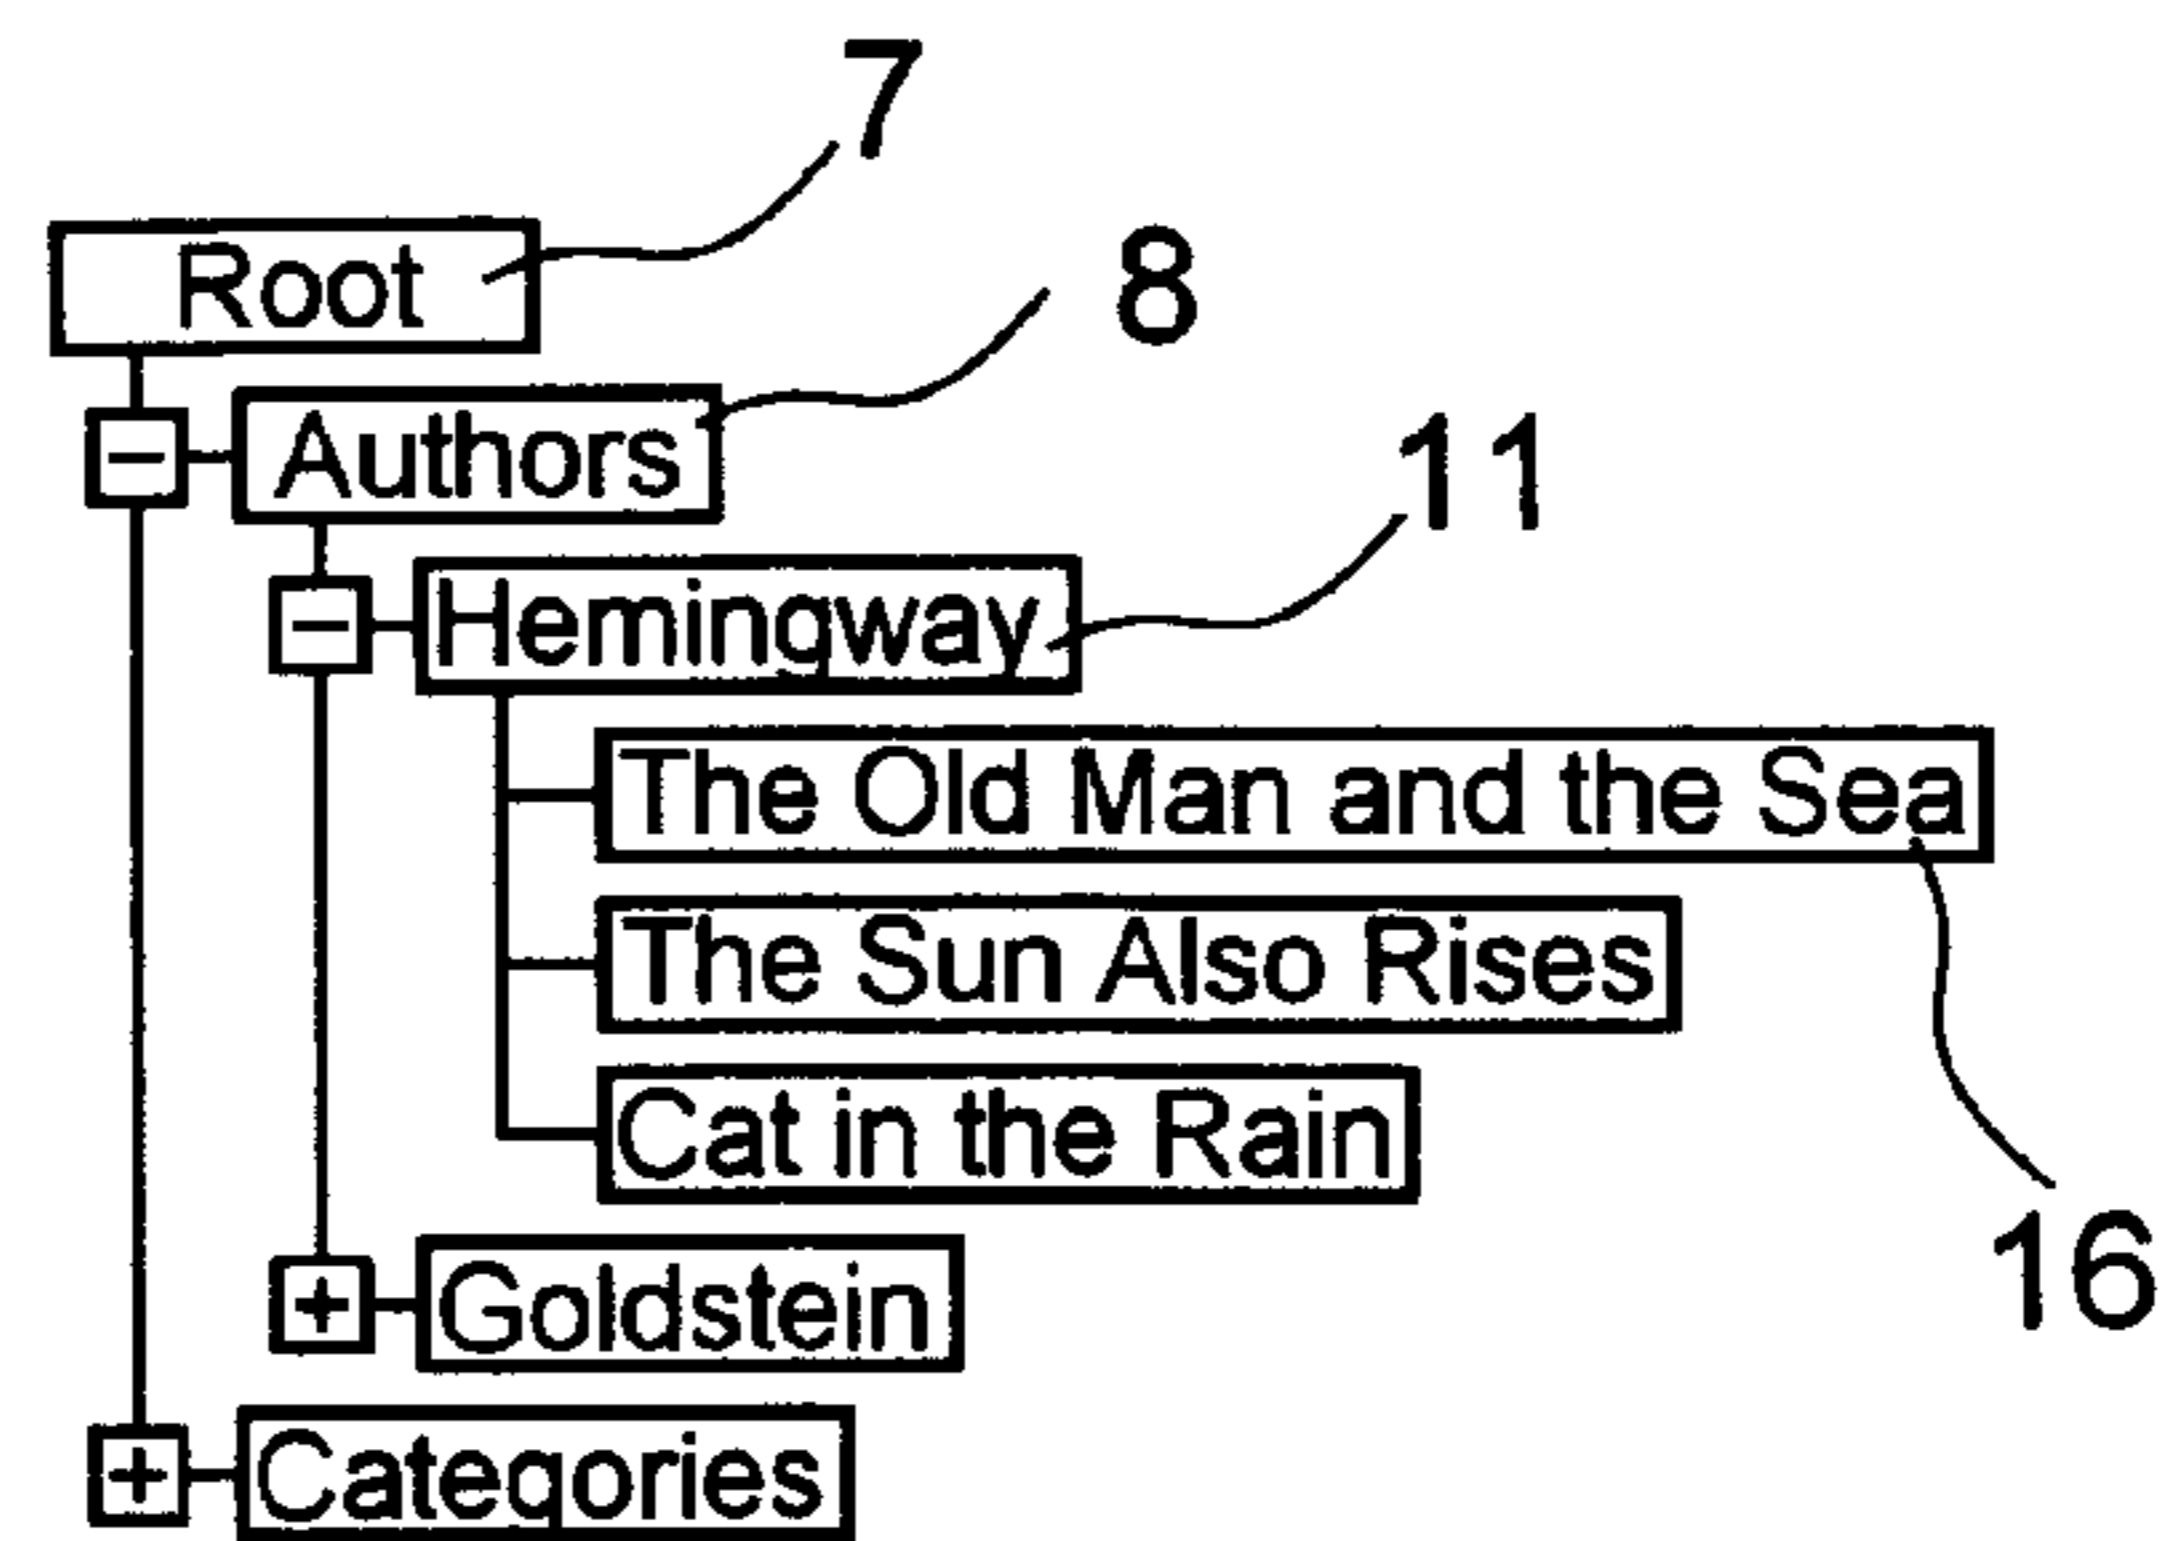 7
Root
8
− Authors
11
− Hemingway
The Old Man and the Sea
The Sun Also Rises
Cat in the Rain
16
+ Goldstein
+ Categories